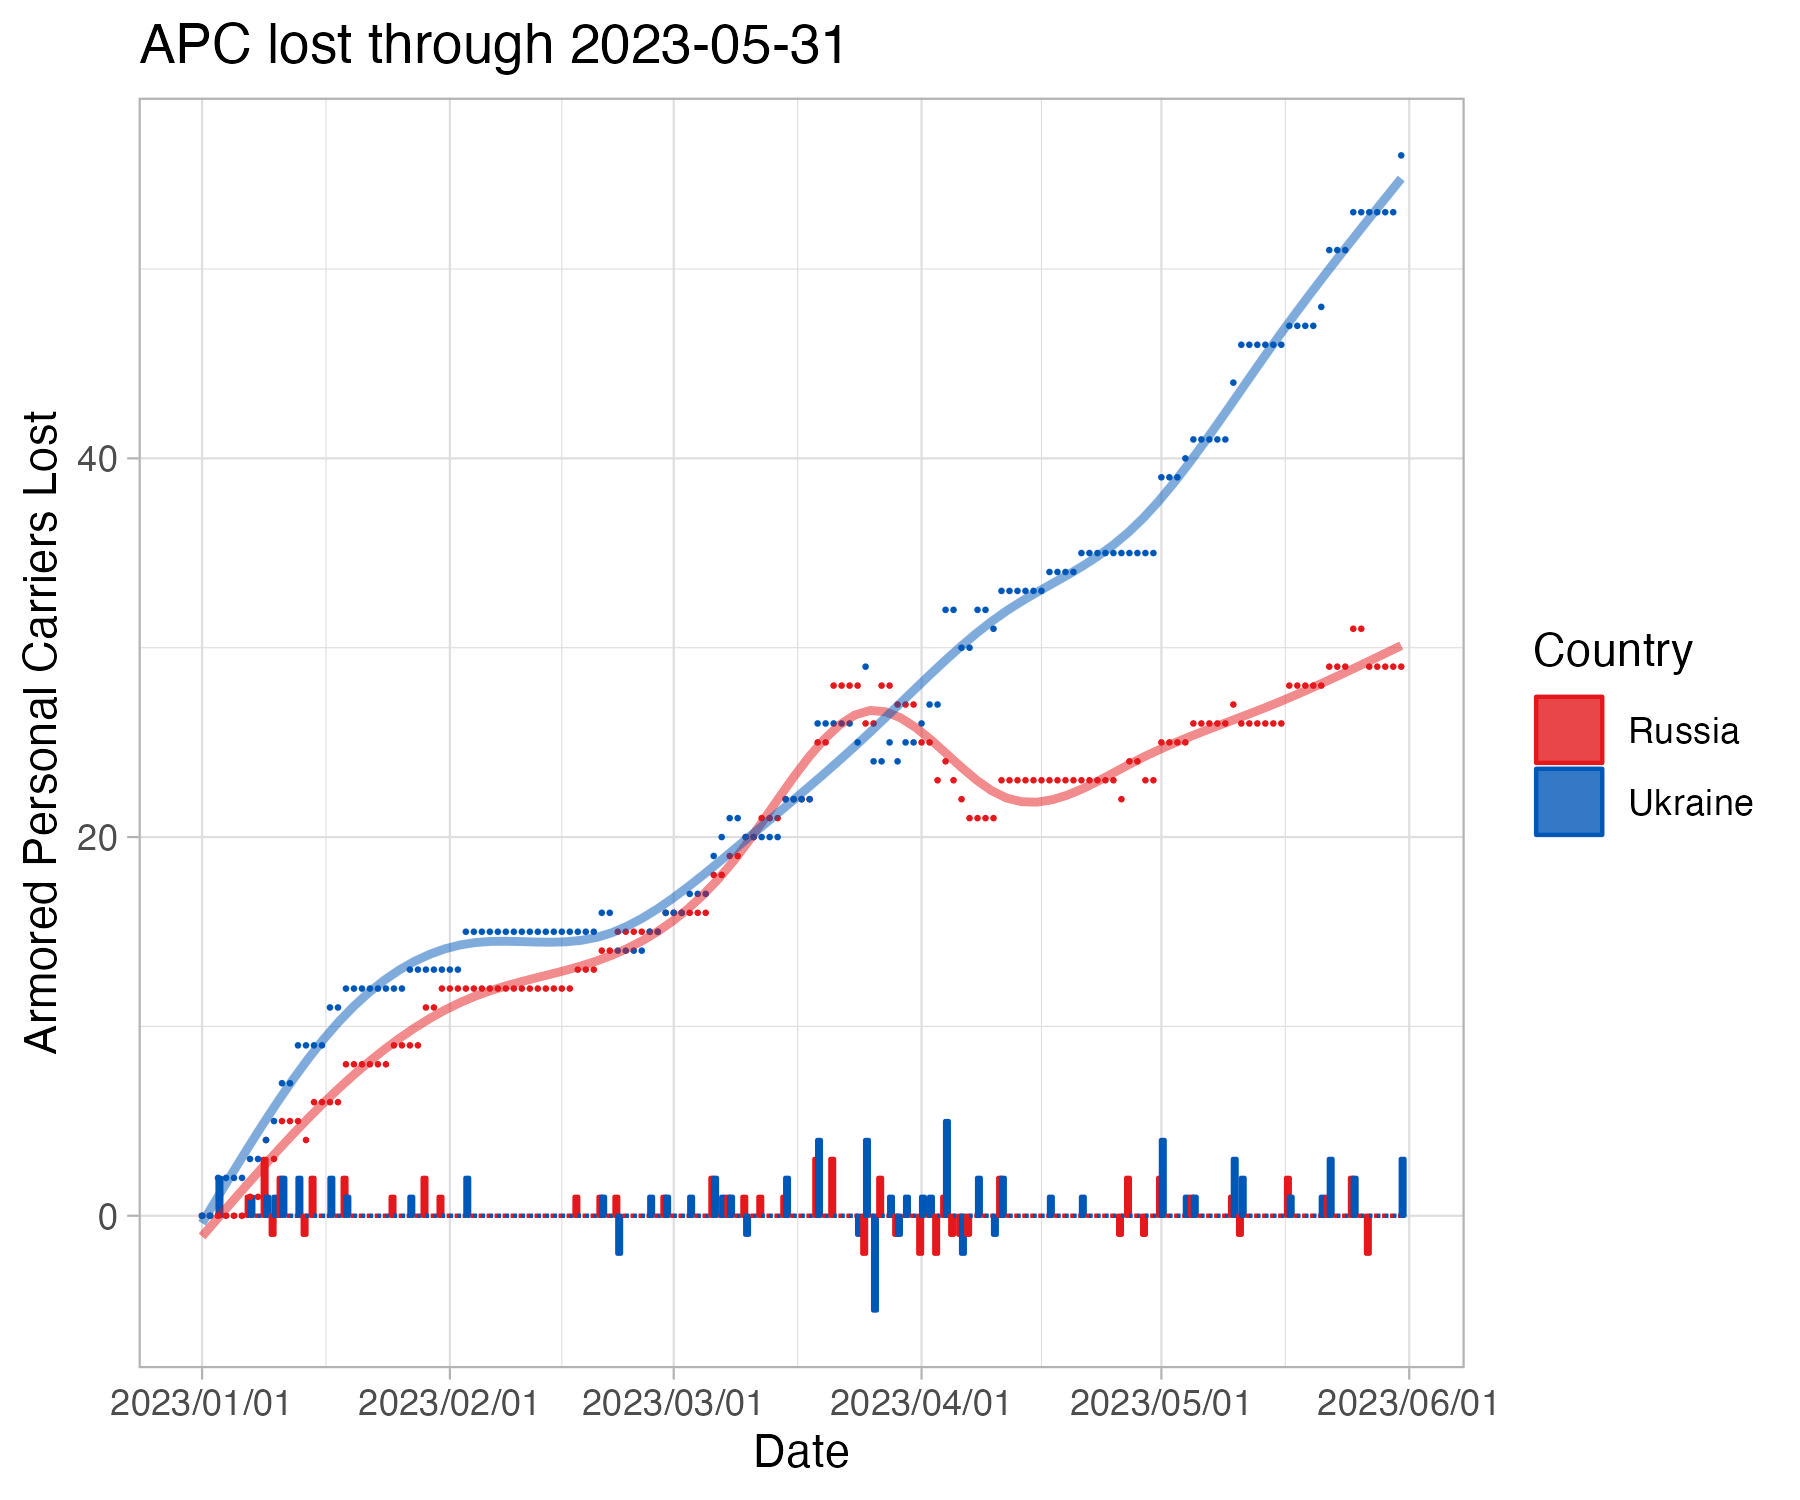 APC lost through 2023-05-31
Armored Personal Carriers Lost
40
20
0
2023/01/01
2023/02/01
2023/03/01
2023/04/01
2023/05/01
2023/06/01
Date
Country
Russia
Ukraine